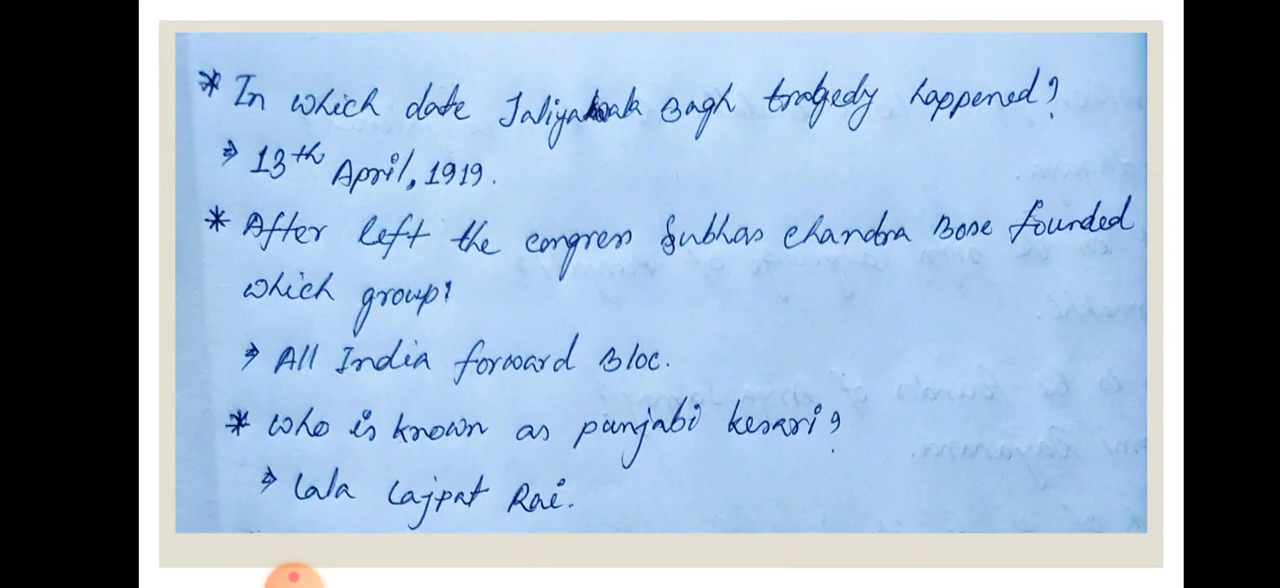 * In which date Jaliyanwak Bagh tragedy happened?
⇒ 13th April, 1919.
* After left the congress Subhas chandra Bose founded
which group?
⇒ All India forward Bloc.
* who is known as punjabi kesari?
⇒ Lala Lajpat Rai.